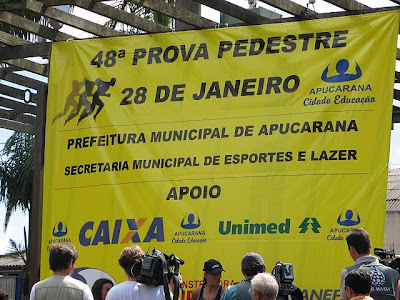 48ª PROVA PEDESTRE
28 DE JANEIRO
APUCARANA
Cidade Educação
PREFEITURA MUNICIPAL DE APUCARANA
SECRETARIA MUNICIPAL DE ESPORTES E LAZER
APOIO
CAIXA
APUCARANA
Cidade Educação
Unimed
APUCARANA
Cidade Educação